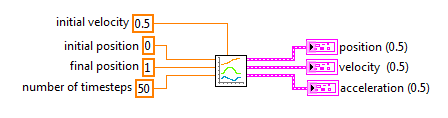 initial velocity 0.5
initial position 0
final position 1
number of timesteps 50
position (0.5)
velocity (0.5)
acceleration (0.5)